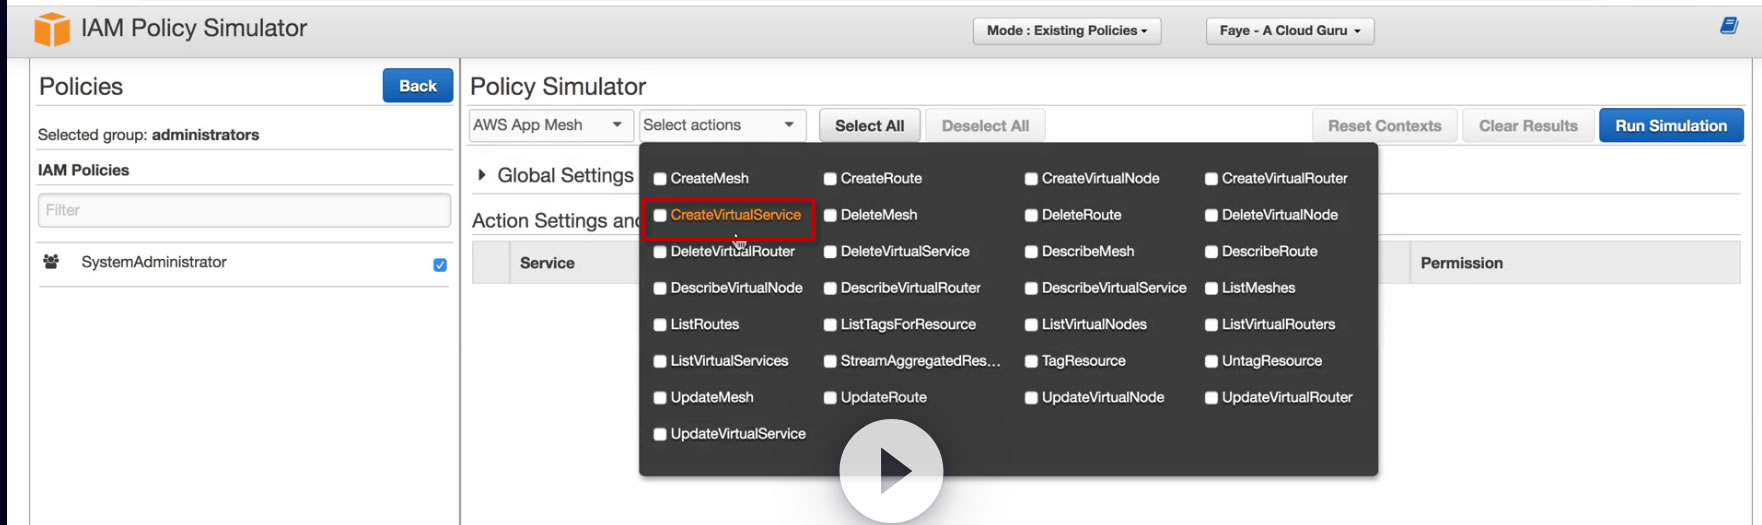 IAM Policy Simulator
Mode : Existing Policies
Faye - A Cloud Guru
Policies
Back
Selected group: administrators
IAM Policies
Filter
SystemAdministrator
Policy Simulator
AWS App Mesh
Select actions
Select All
Deselect All
Reset Contexts
Clear Results
Run Simulation
Global Settings
Action Settings and
Service
Permission
CreateMesh CreateRoute CreateVirtualNode CreateVirtualRouter
CreateVirtualService DeleteMesh DeleteRoute DeleteVirtualNode
DeleteVirtualRouter DeleteVirtualService DescribeMesh DescribeRoute
DescribeVirtualNode DescribeVirtualRouter DescribeVirtualService ListMeshes
ListRoutes ListTagsForResource ListVirtualNodes ListVirtualRouters
ListVirtualServices StreamAggregatedRes... TagResource UntagResource
UpdateMesh UpdateRoute UpdateVirtualNode UpdateVirtualRouter
UpdateVirtualService